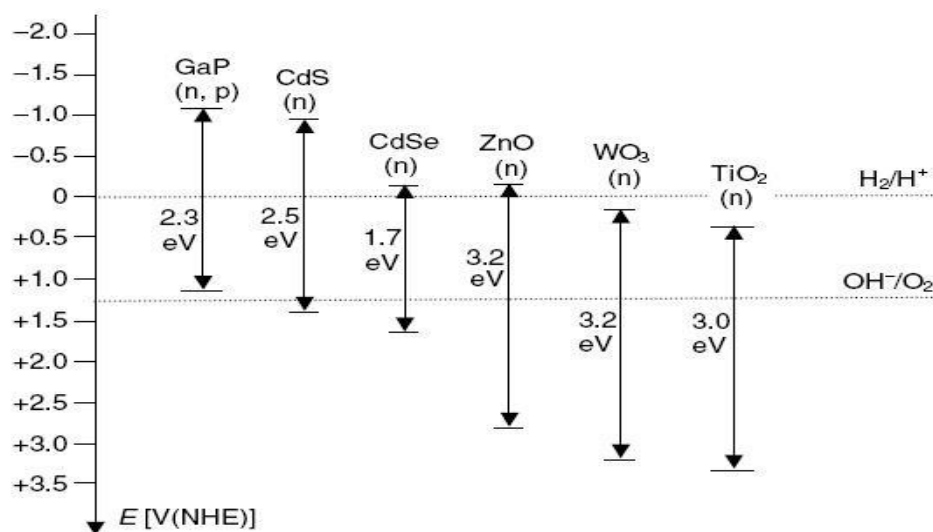 −2.0
−1.5
−1.0
−0.5
0
+0.5
+1.0
+1.5
+2.0
+2.5
+3.0
+3.5
E [V(NHE)]
GaP
(n, p)
2.3
eV
CdS
(n)
2.5
eV
CdSe
(n)
1.7
eV
ZnO
(n)
3.2
eV
WO₃
(n)
3.2
eV
TiO₂
(n)
3.0
eV
H₂/H⁺
OH⁻/O₂